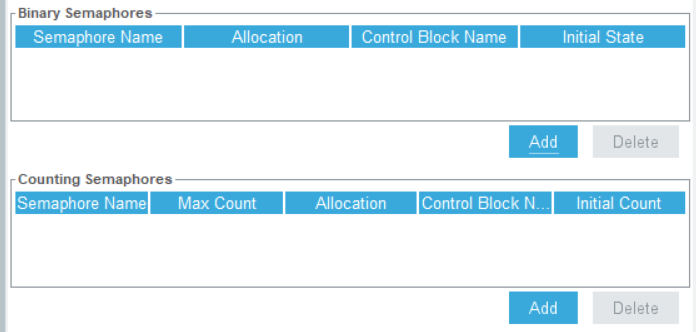 Binary Semaphores
Semaphore Name Allocation Control Block Name Initial State
Add Delete
Counting Semaphores
Semaphore Name Max Count Allocation Control Block N... Initial Count
Add Delete